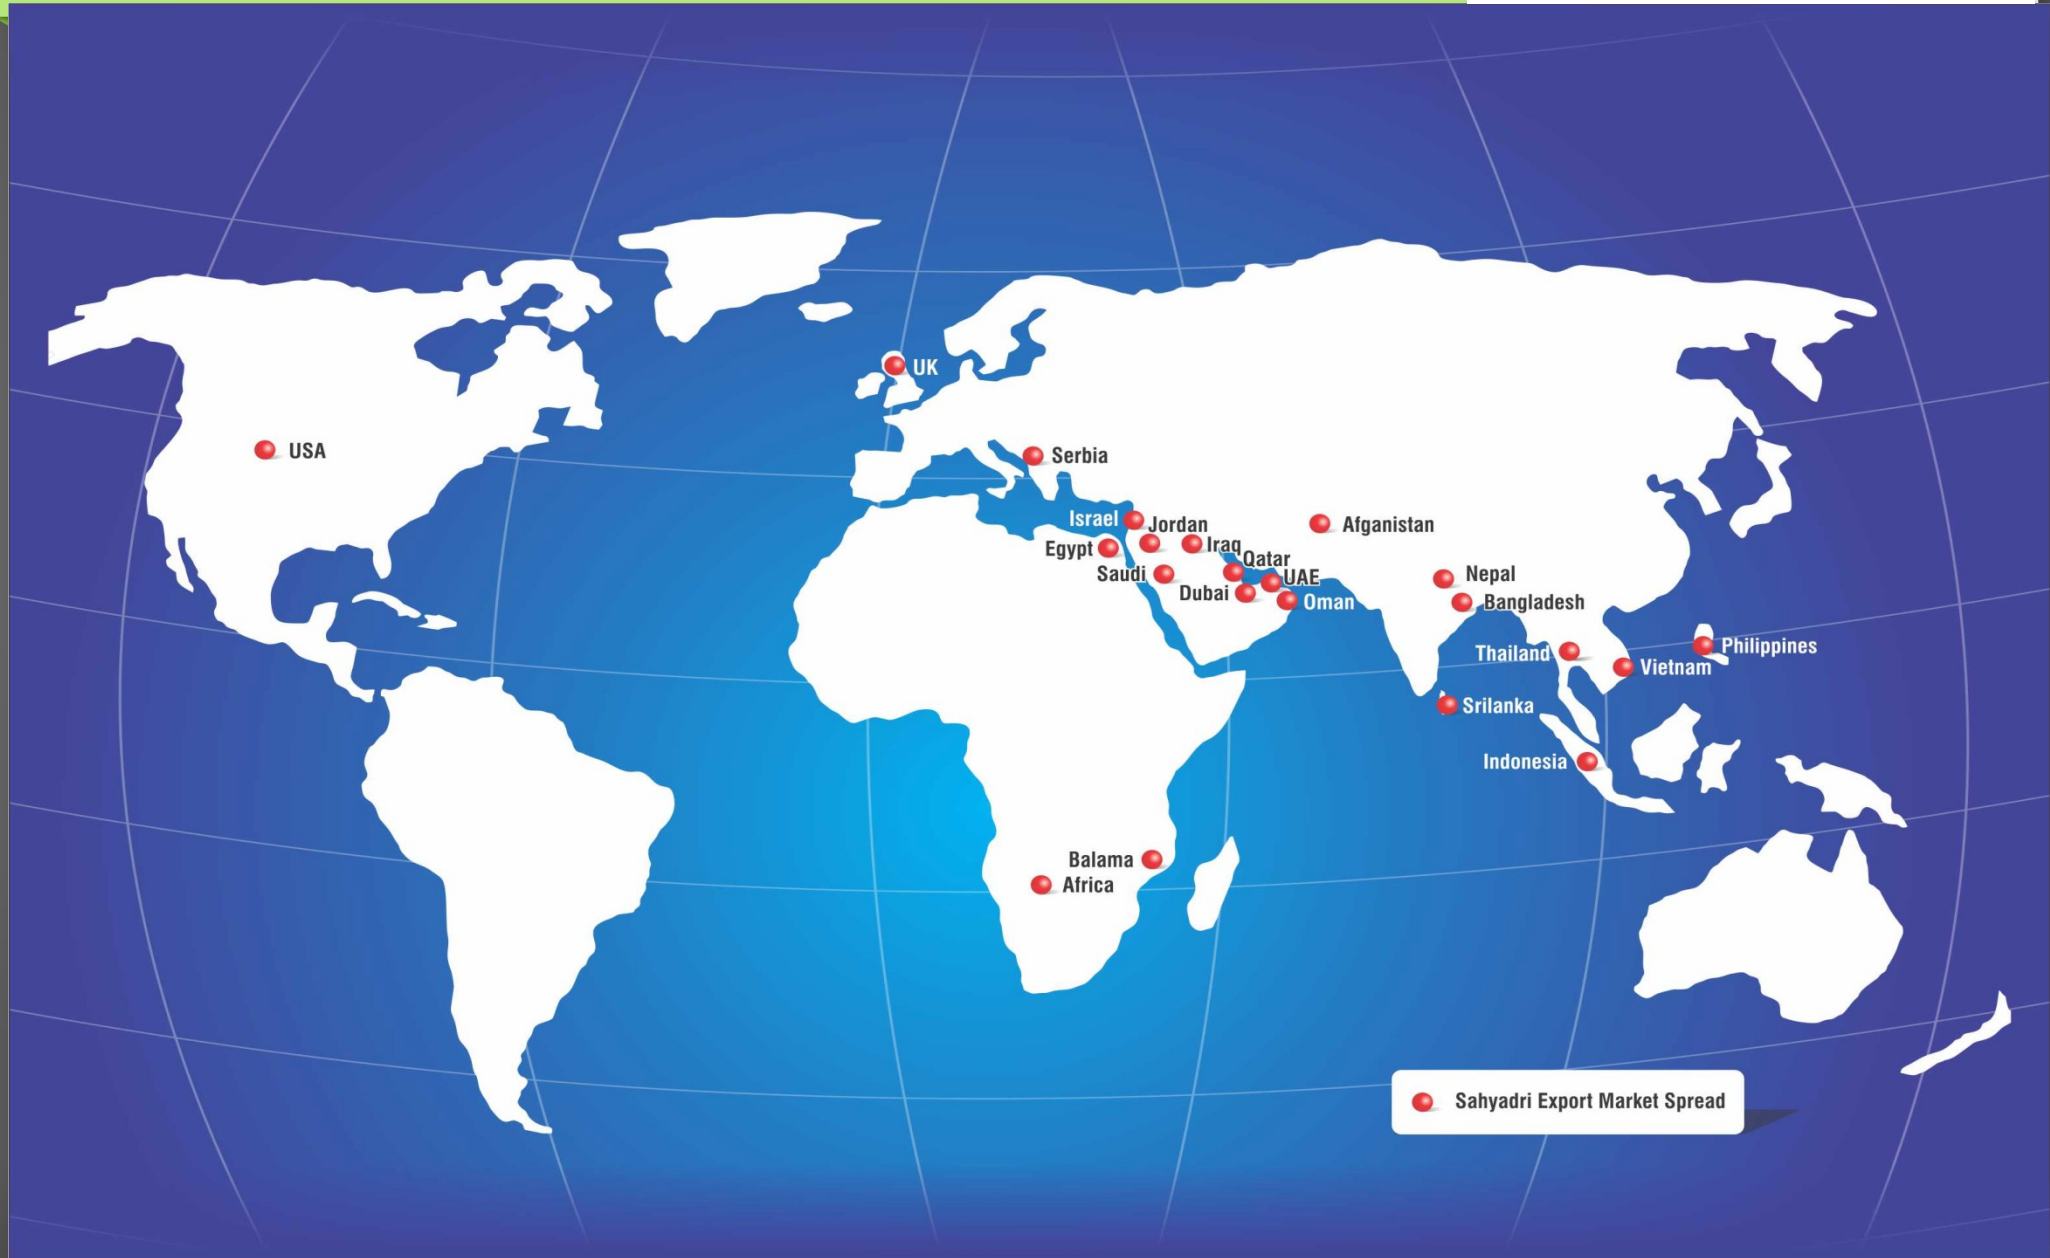 UK
USA
Serbia
Israel
Jordan
Afganistan
Egypt
Iraq
Qatar
Saudi
UAE
Nepal
Dubai
Oman
Bangladesh
Philippines
Thailand
Vietnam
Srilanka
Indonesia
Balama
Africa
Sahyadri Export Market Spread